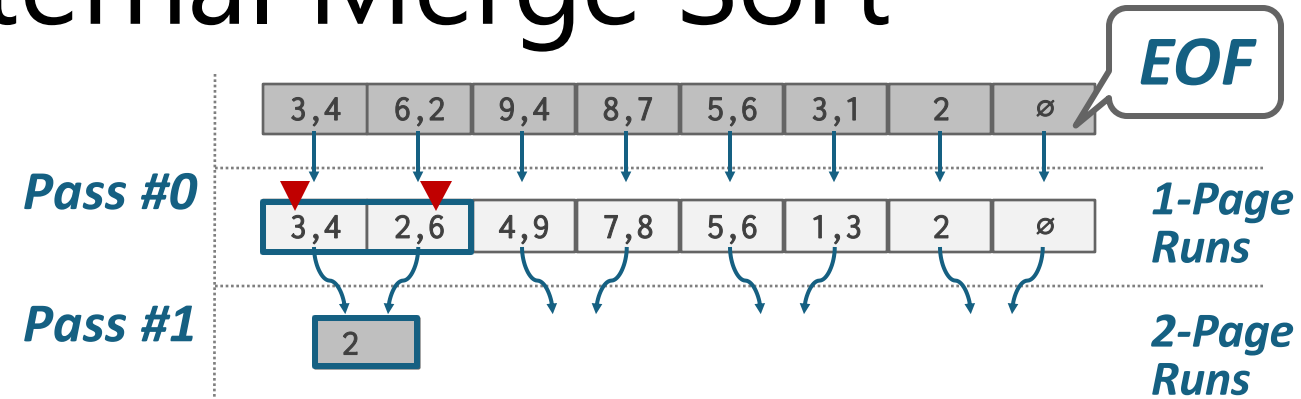 ternal Merge Sort
EOF
3,4 6,2 9,4 8,7 5,6 3,1 2 ∅
Pass #0
3,4 2,6 4,9 7,8 5,6 1,3 2 ∅
1-Page
Runs
Pass #1
2
2-Page
Runs